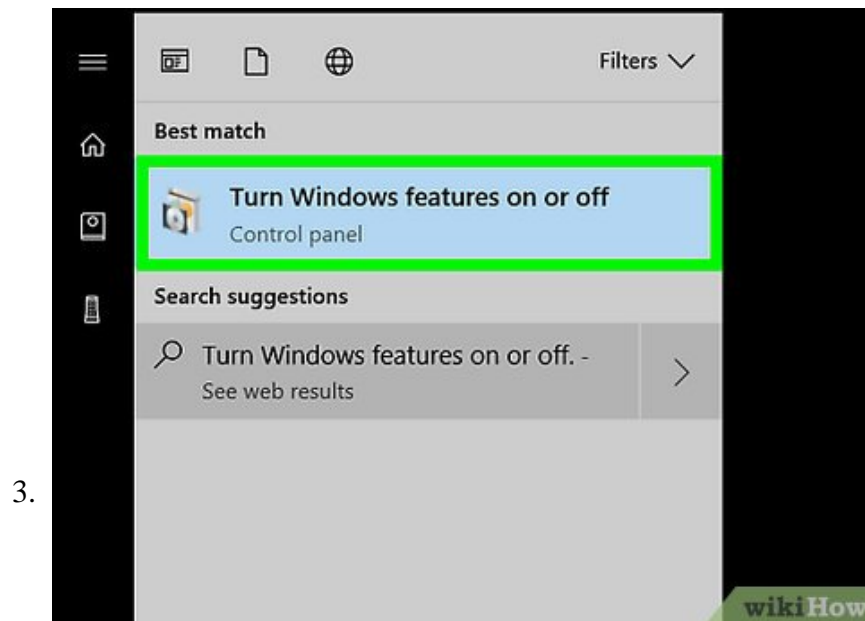 Filters
Best match
Turn Windows features on or off
Control panel
Search suggestions
Turn Windows features on or off. -
See web results
3.
wikiHow